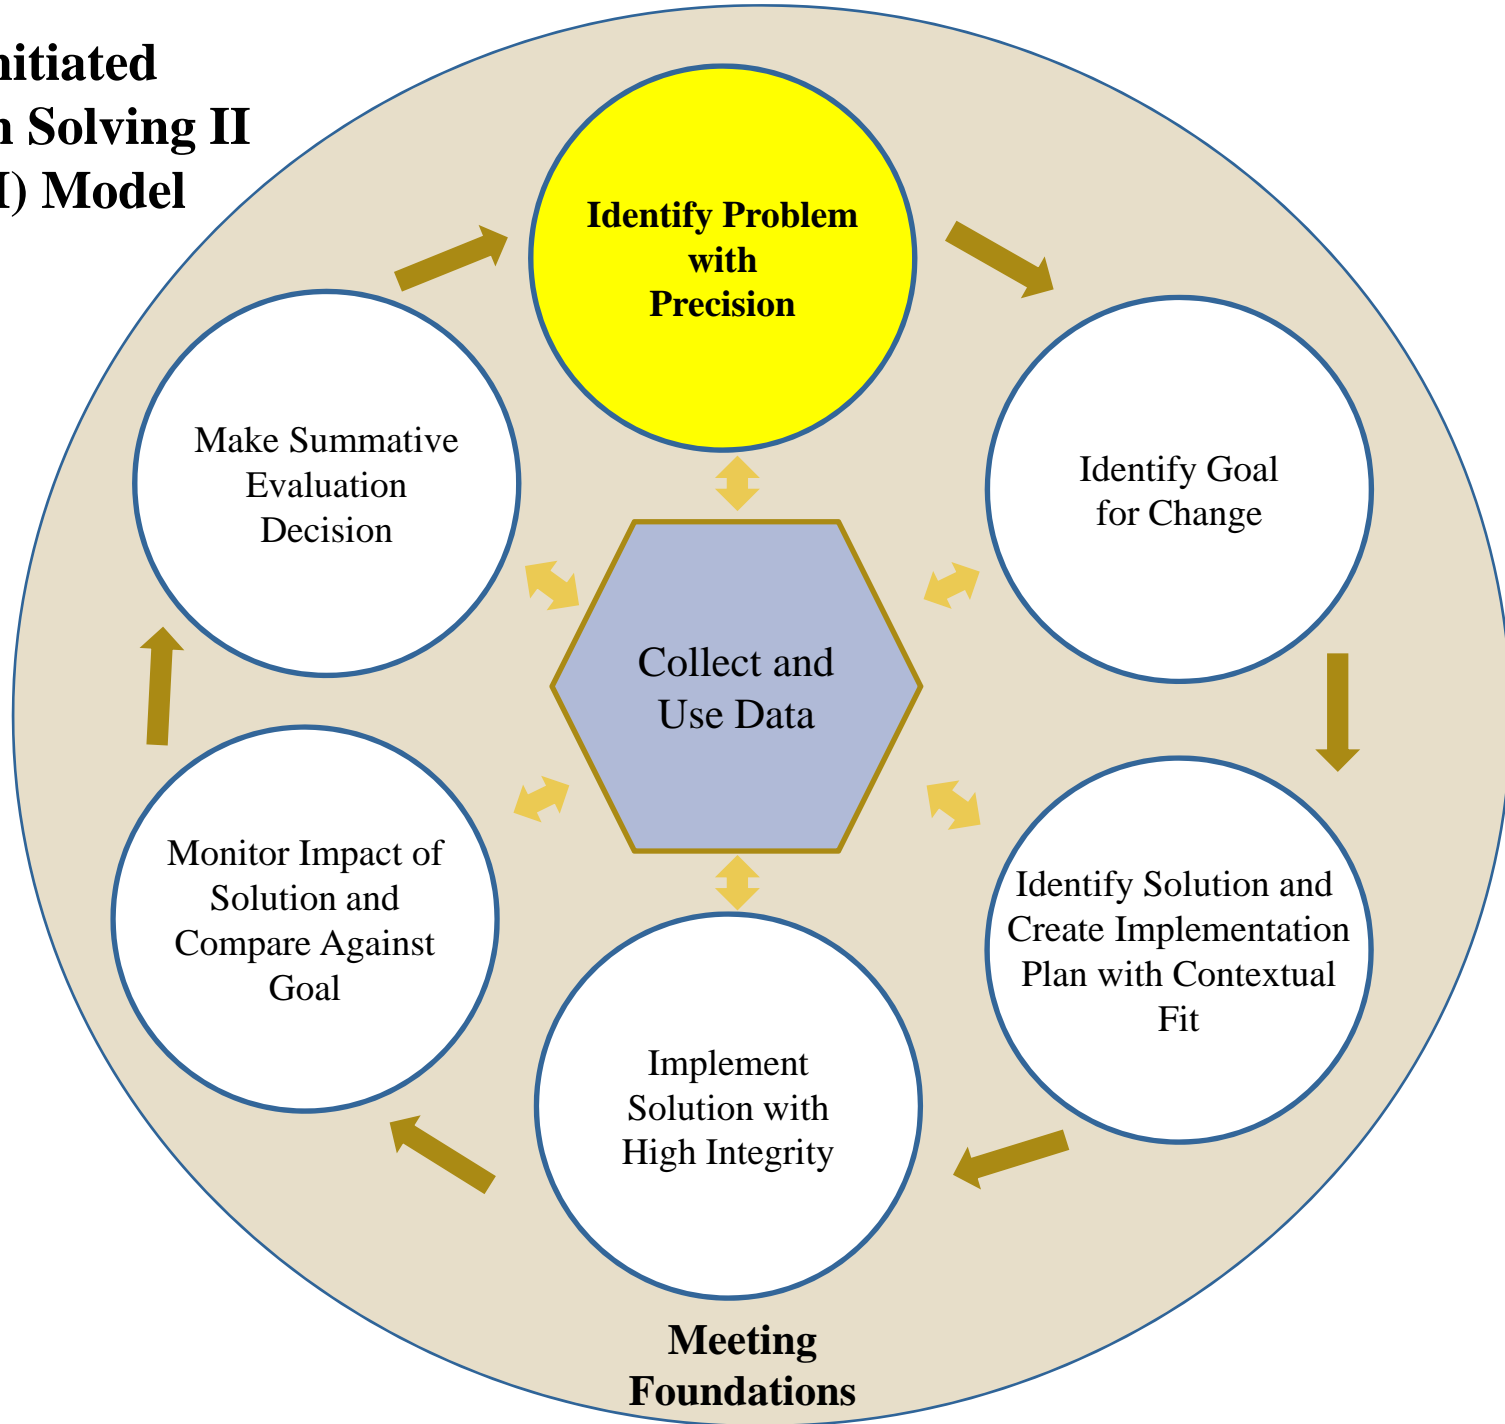 nitiated
n Solving II
I) Model
Identify Problem
with
Precision
Identify Goal
for Change
Identify Solution and
Create Implementation
Plan with Contextual
Fit
Implement
Solution with
High Integrity
Monitor Impact of
Solution and
Compare Against
Goal
Make Summative
Evaluation
Decision
Collect and
Use Data
Meeting
Foundations